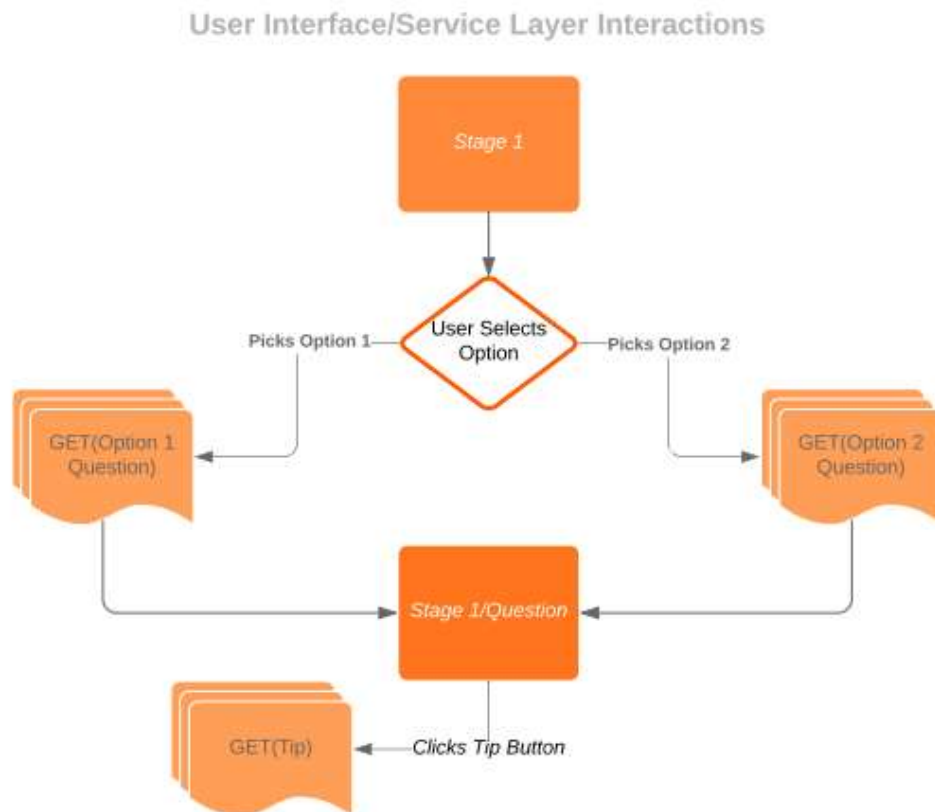 User Interface/Service Layer Interactions
Stage 1
User Selects
Option
Picks Option 1
Picks Option 2
GET(Option 1
Question)
GET(Option 2
Question)
Stage 1/Question
GET(Tip)
Clicks Tip Button